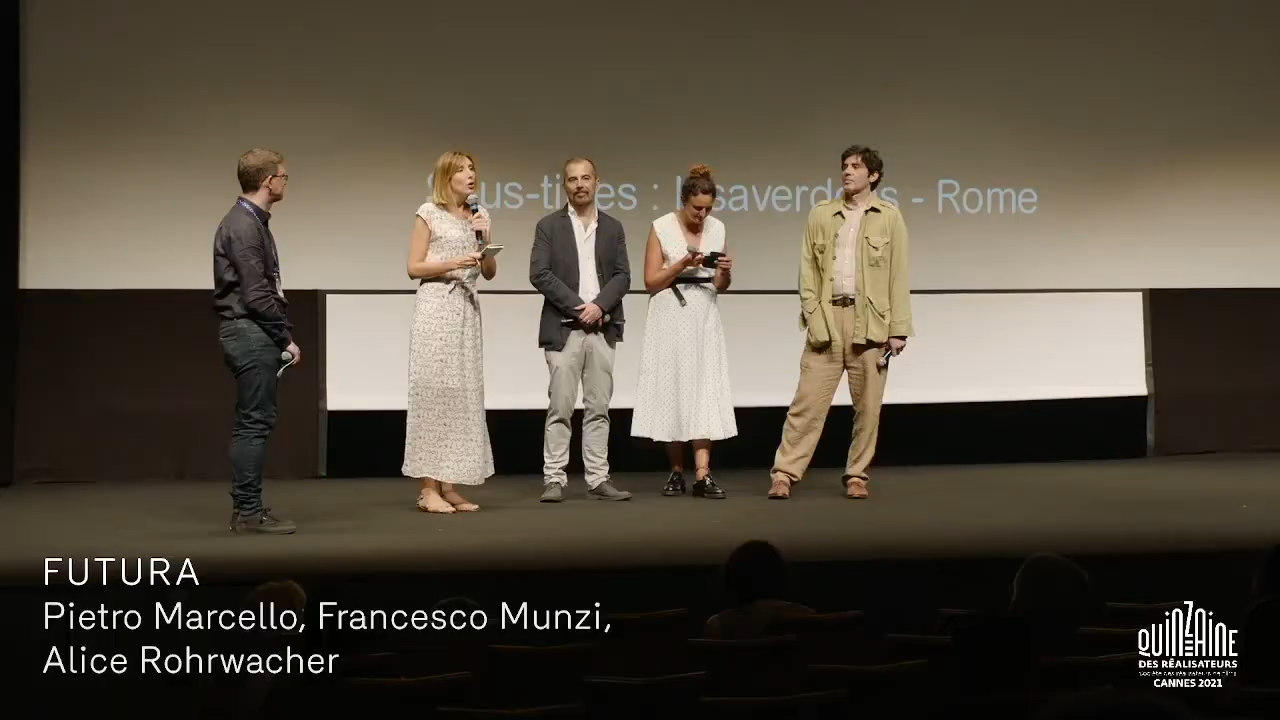 - Rome
FUTURA
Pietro Marcello, Francesco Munzi,
Alice Rohrwacher
QUINZAINE
DES RÉALISATEURS
CANNES 2021